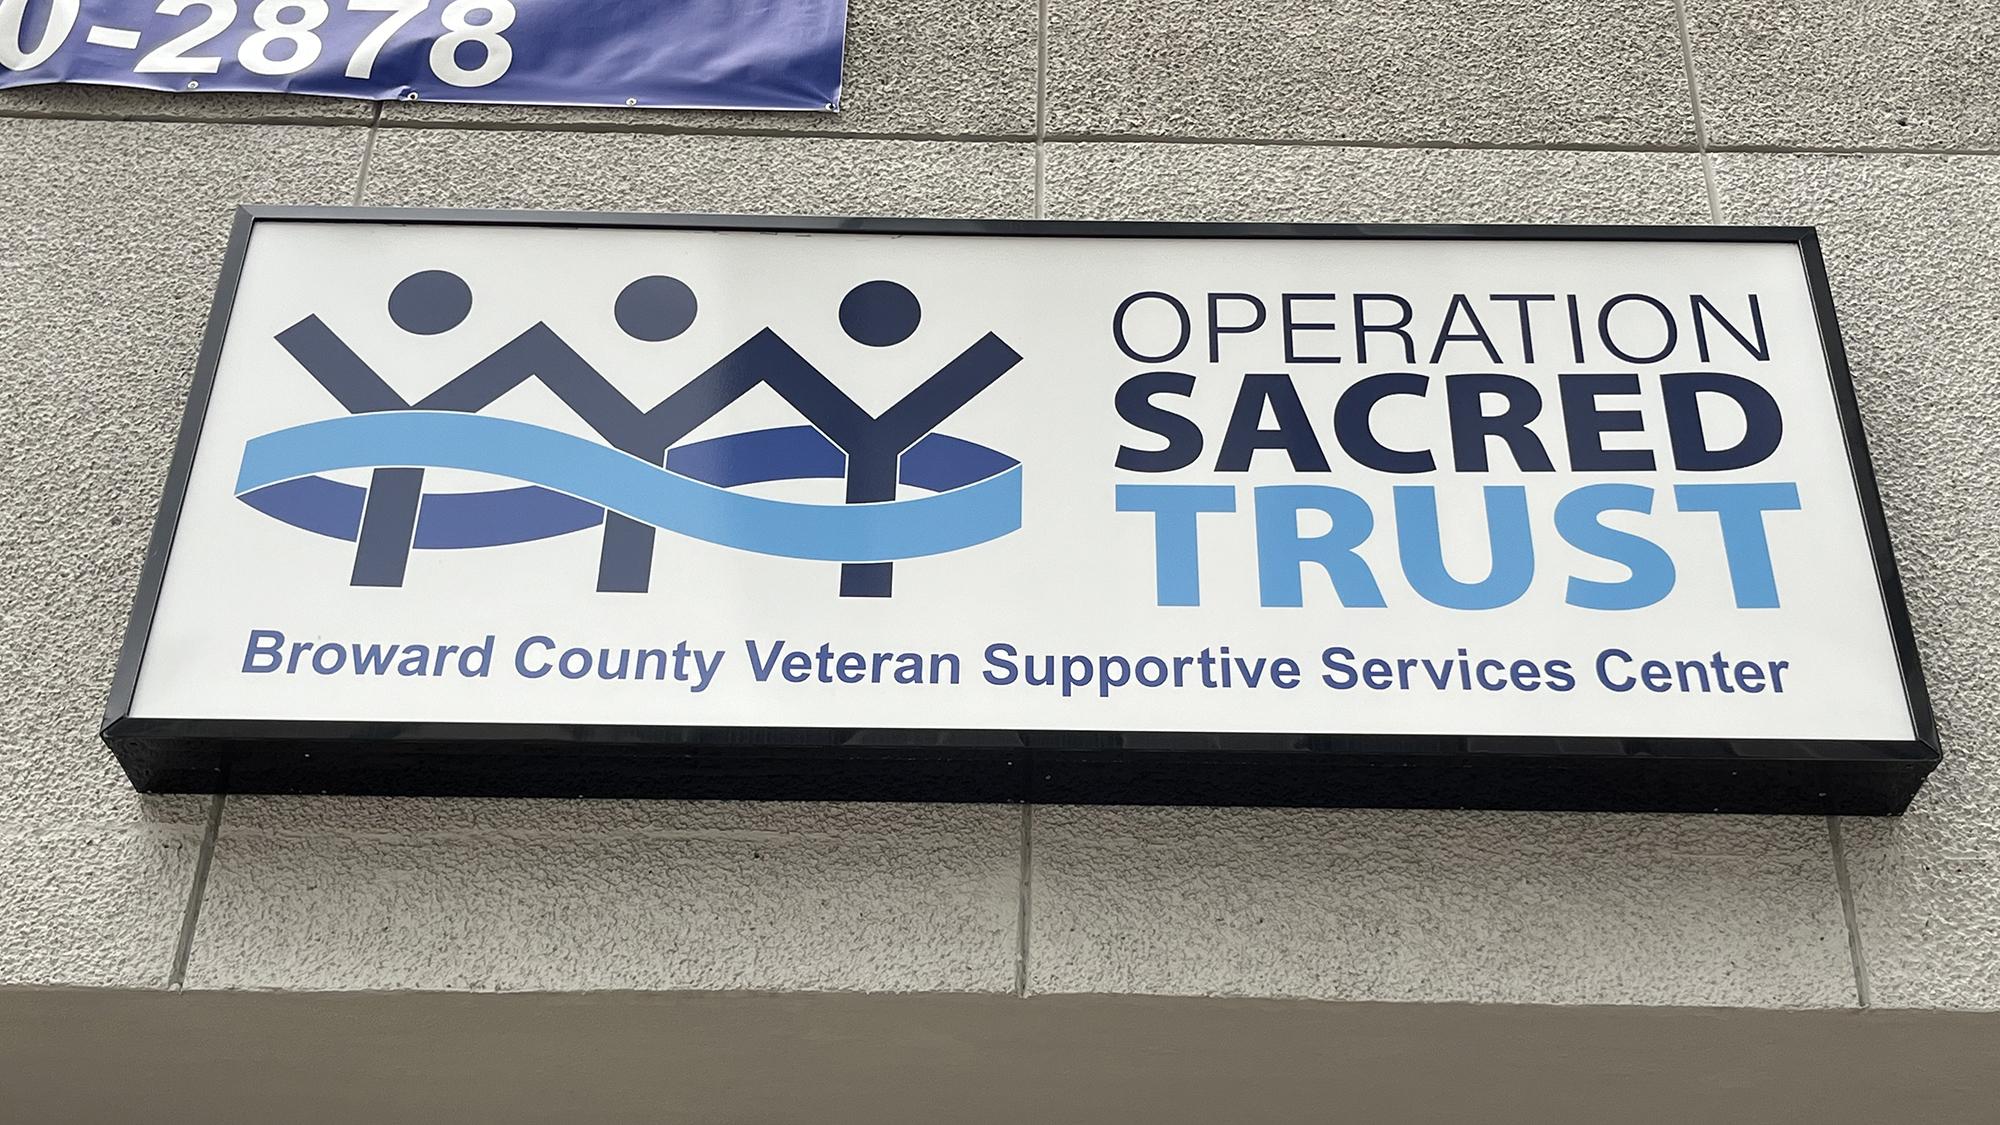 0-2878
OPERATION
SACRED
TRUST
Broward County Veteran Supportive Services Center